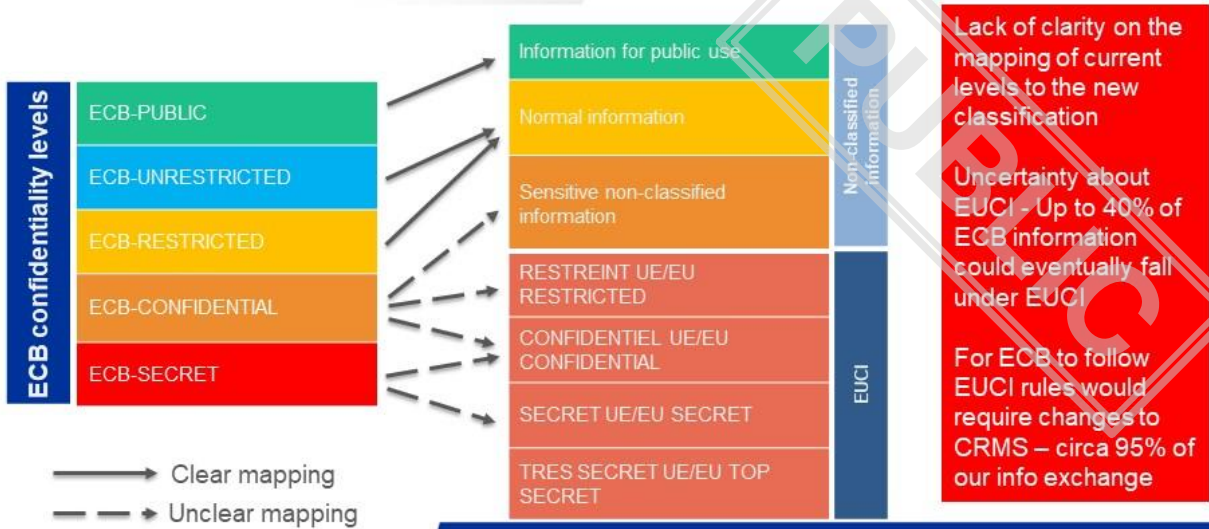 ECB confidentiality levels
ECB-PUBLIC
ECB-UNRESTRICTED
ECB-RESTRICTED
ECB-CONFIDENTIAL
ECB-SECRET
Clear mapping
Unclear mapping
Information for public use
Normal information
Sensitive non-classified
information
RESTREINT UE/EU
RESTRICTED
CONFIDENTIEL UE/EU
CONFIDENTIAL
SECRET UE/EU SECRET
TRES SECRET UE/EU TOP
SECRET
Non-classified
information
EUCI
Lack of clarity on the
mapping of current
levels to the new
classification
Uncertainty about
EUCI - Up to 40% of
ECB information
could eventually fall
under EUCI
For ECB to follow
EUCI rules would
require changes to
CRMS – circa 95% of
our info exchange
PUBLIC